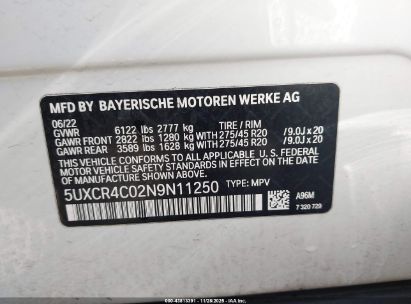 MFD BY BAYERISCHE MOTOREN WERKE AG
06/22 TIRE / RIM
GVWR 6122 lbs 2777 kg
GAWR FRONT 2822 lbs 1280 kg WITH 275/45 R20 / 9.0J x 20
GAWR REAR 3589 lbs 1628 kg WITH 275/45 R20 / 9.0J x 20
THIS VEHICLE CONFORMS TO ALL APPLICABLE U.S. FEDERAL
MOTOR VEHICLE SAFETY STANDARDS IN EFFECT ON THE DATE OF
MANUFACTURE SHOWN ABOVE.
5UXCR4C02N9N11250 TYPE: MPV
A96M
7 320 729